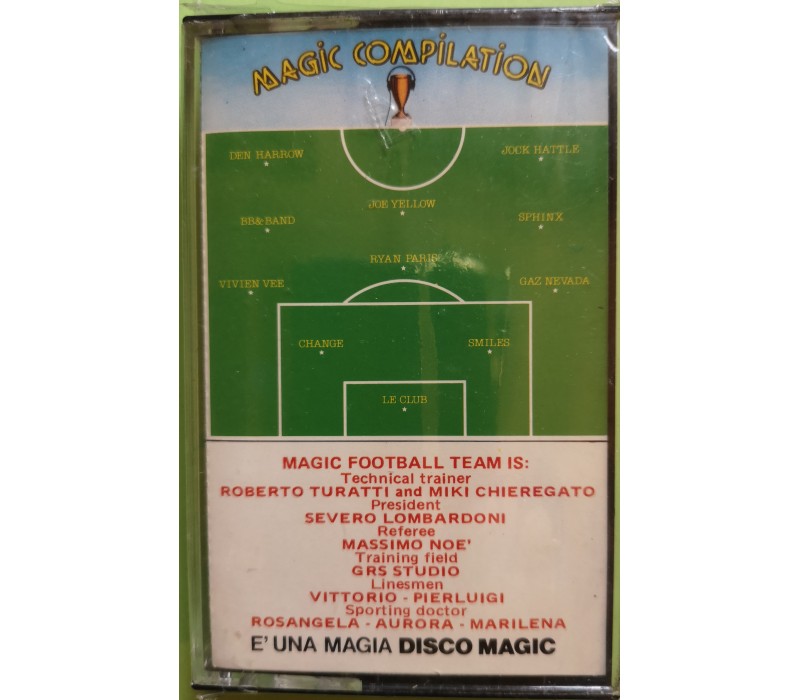 MAGIC COMPILATION
DEN HARROW
JOCK HATTLE
JOE YELLOW
BB& BAND
SPHINX
RYAN PARIS
VIVIEN VEE
GAZ NEVADA
CHANGE
SMILES
LE CLUB
MAGIC FOOTBALL TEAM IS:
Technical trainer
ROBERTO TURATTI and MIKI CHIEREGATO
President
SEVERO LOMBARDONI
Referee
MASSIMO NOE'
Training field
GRS STUDIO
Linesmen
VITTORIO - PIERLUIGI
Sporting doctor
ROSANGELA - AURORA - MARILENA
E' UNA MAGIA DISCO MAGIC